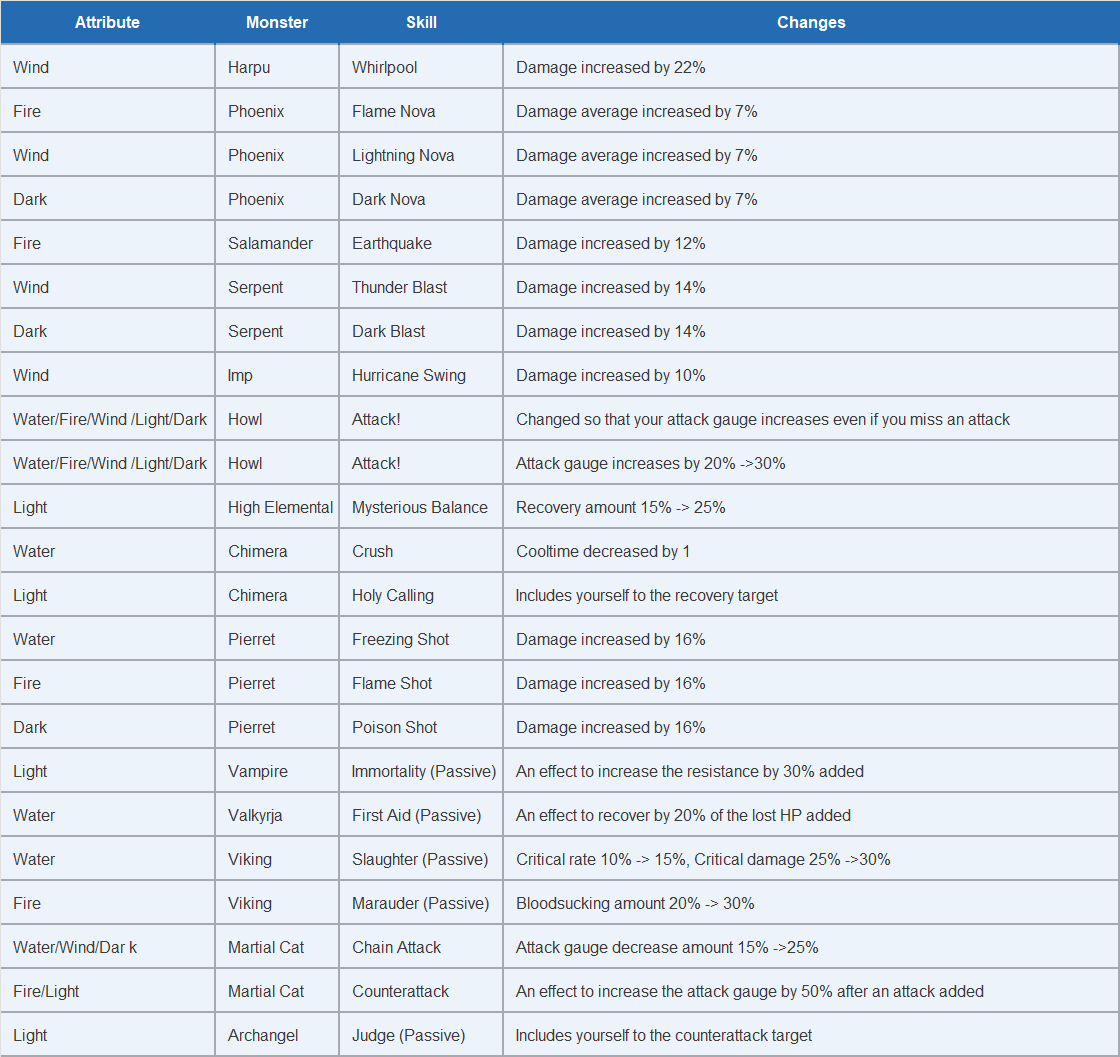 Attribute Monster Skill Changes
Wind Harpu Whirlpool Damage increased by 22%
Fire Phoenix Flame Nova Damage average increased by 7%
Wind Phoenix Lightning Nova Damage average increased by 7%
Dark Phoenix Dark Nova Damage average increased by 7%
Fire Salamander Earthquake Damage increased by 12%
Wind Serpent Thunder Blast Damage increased by 14%
Dark Serpent Dark Blast Damage increased by 14%
Wind Imp Hurricane Swing Damage increased by 10%
Water/Fire/Wind /Light/Dark Howl Attack! Changed so that your attack gauge increases even if you miss an attack
Water/Fire/Wind /Light/Dark Howl Attack! Attack gauge increases by 20% ->30%
Light High Elemental Mysterious Balance Recovery amount 15% -> 25%
Water Chimera Crush Cooltime decreased by 1
Light Chimera Holy Calling Includes yourself to the recovery target
Water Pierret Freezing Shot Damage increased by 16%
Fire Pierret Flame Shot Damage increased by 16%
Dark Pierret Poison Shot Damage increased by 16%
Light Vampire Immortality (Passive) An effect to increase the resistance by 30% added
Water Valkyrja First Aid (Passive) An effect to recover by 20% of the lost HP added
Water Viking Slaughter (Passive) Critical rate 10% -> 15%, Critical damage 25% ->30%
Fire Viking Marauder (Passive) Bloodsucking amount 20% -> 30%
Water/Wind/Dar k Martial Cat Chain Attack Attack gauge decrease amount 15% ->25%
Fire/Light Martial Cat Counterattack An effect to increase the attack gauge by 50% after an attack added
Light Archangel Judge (Passive) Includes yourself to the counterattack target